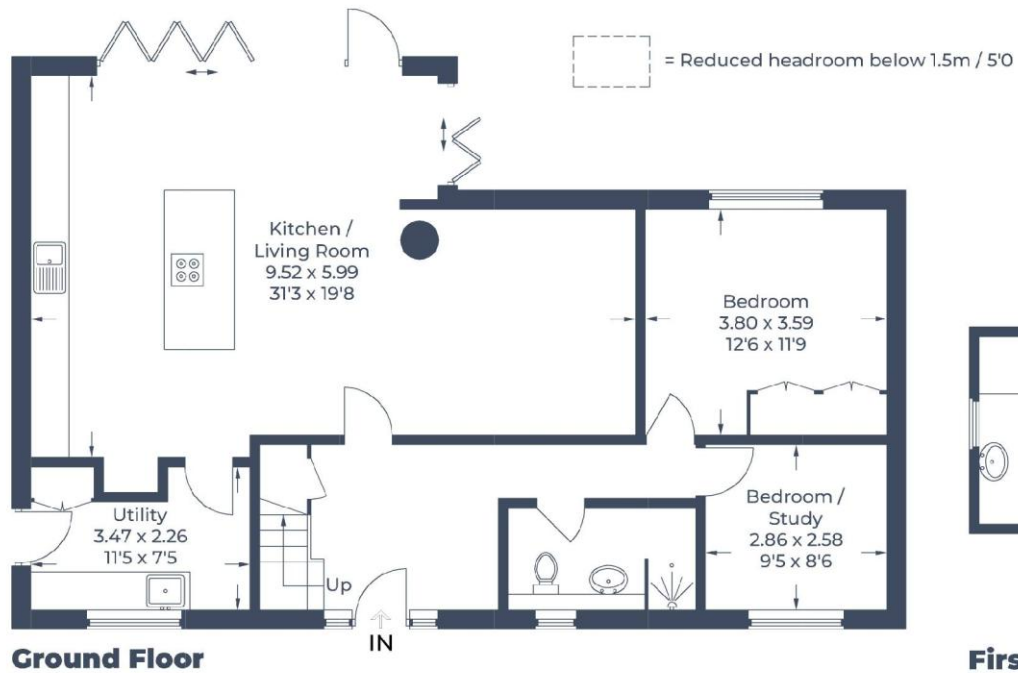 = Reduced headroom below 1.5m / 5'0
Kitchen /
Living Room
9.52 x 5.99
31'3 x 19'8
Bedroom
3.80 x 3.59
12'6 x 11'9
Utility
3.47 x 2.26
11'5 x 7'5
Bedroom /
Study
2.86 x 2.58
9'5 x 8'6
Up
IN
Ground Floor
Firs